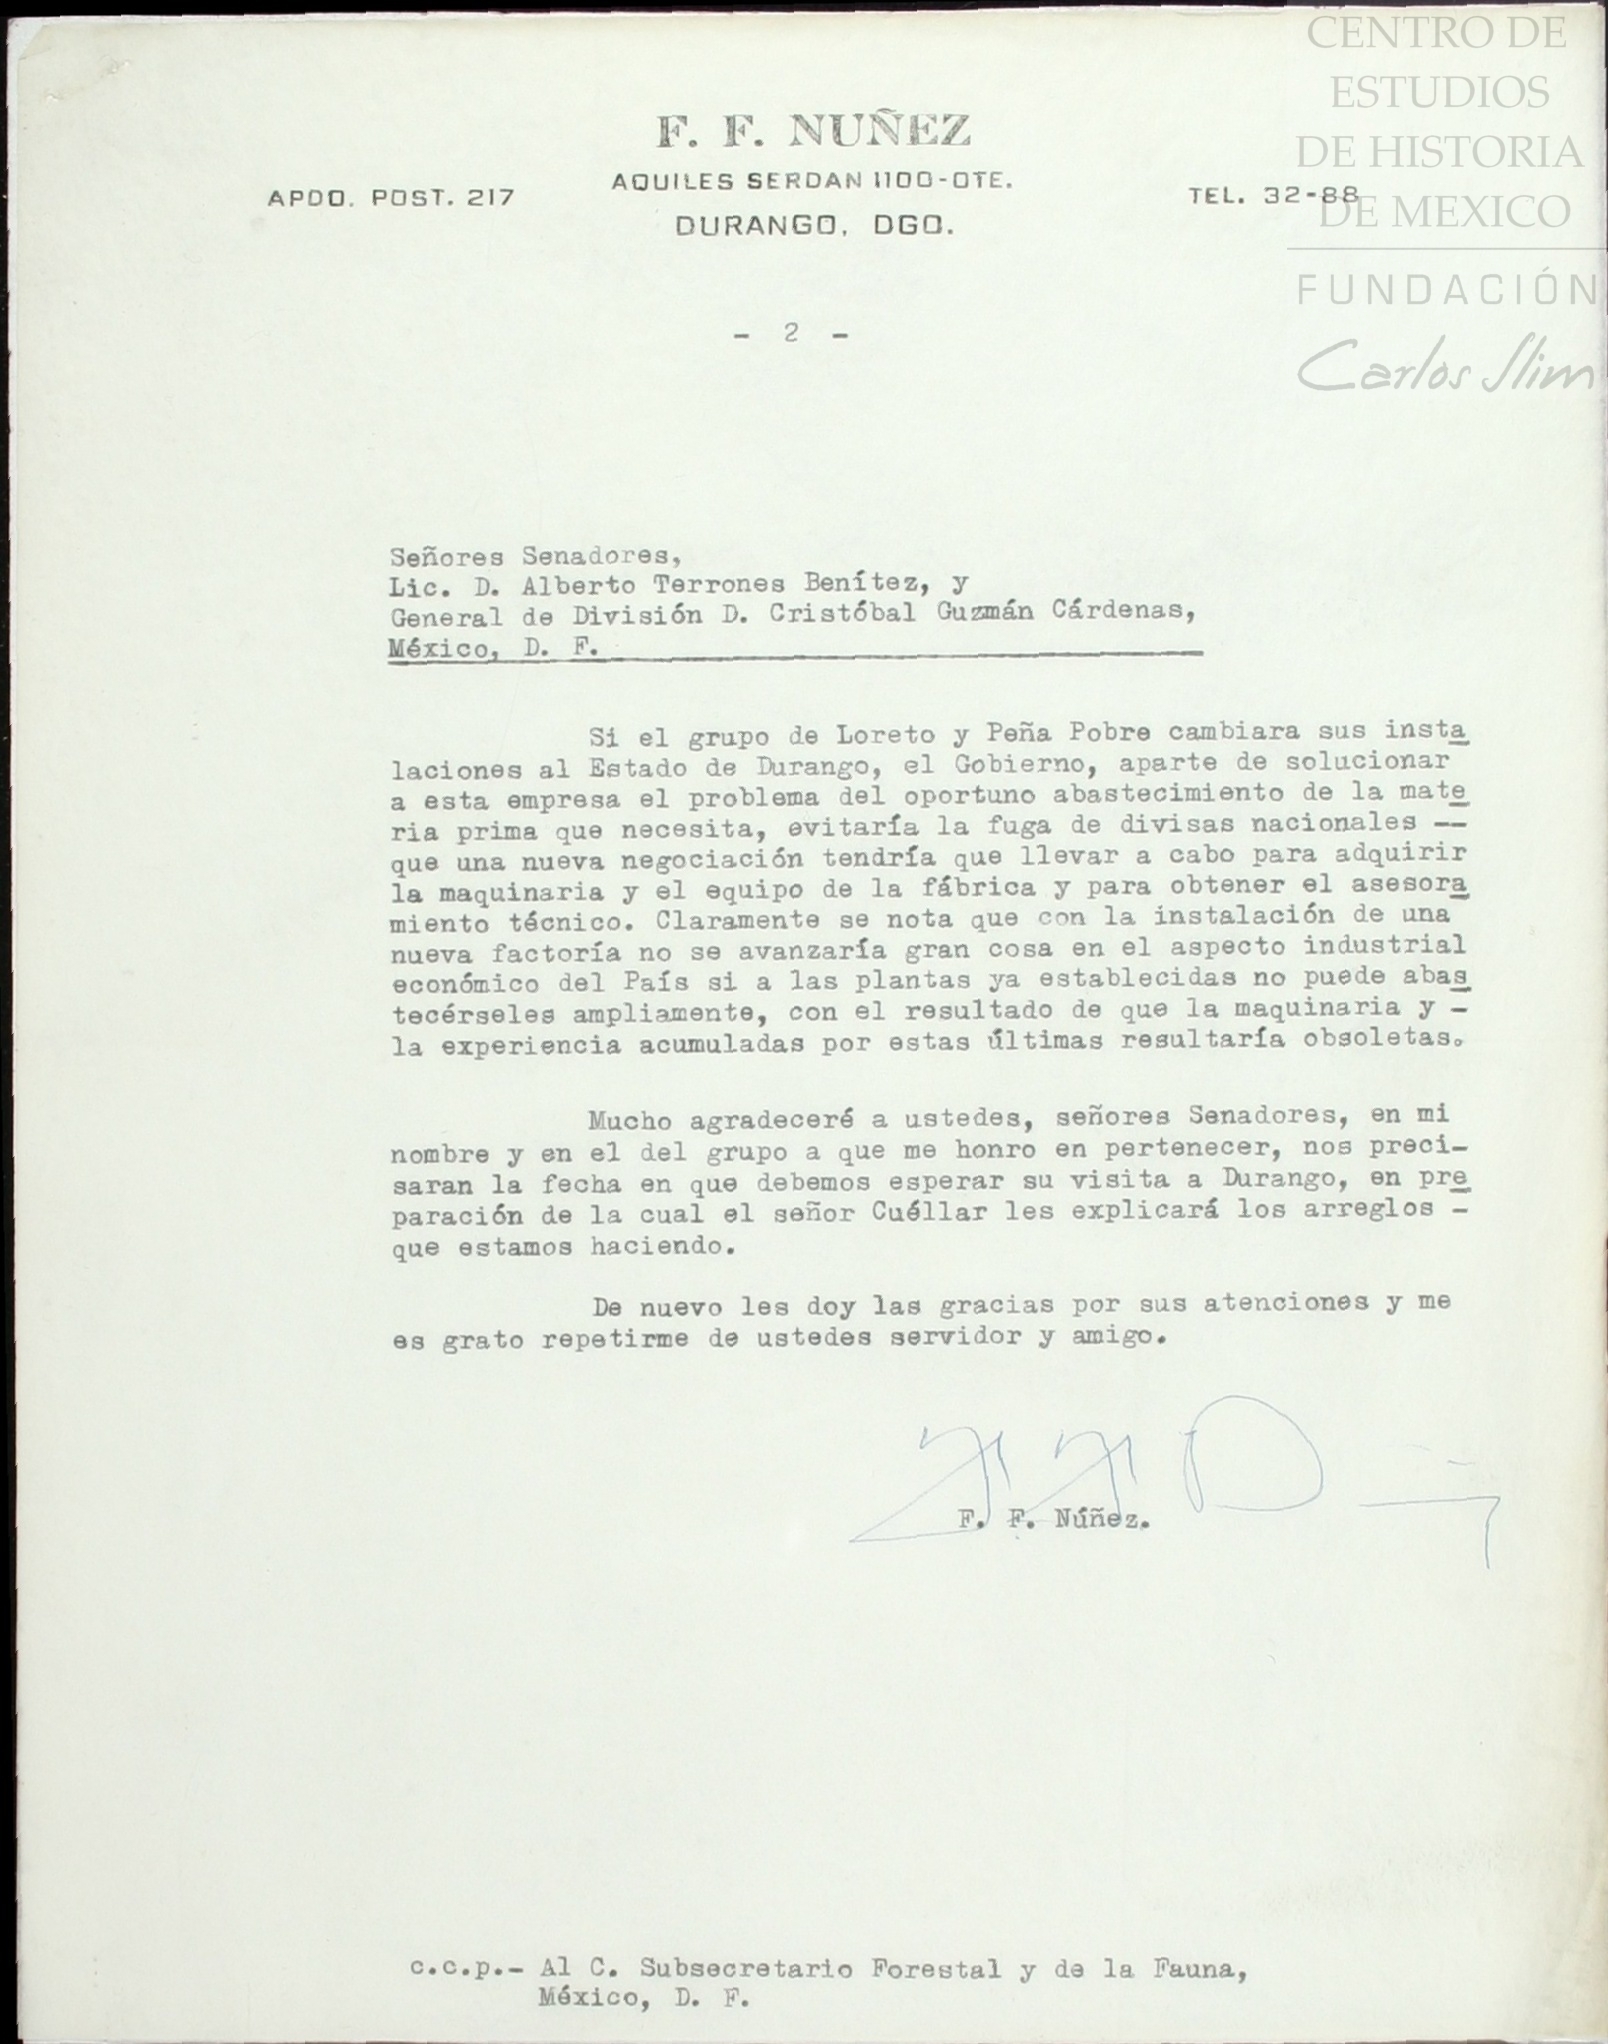 CENTRO DE
ESTUDIOS
DE HISTORIA
DE MEXICO
FUNDACIÓN
Carlos Slim
F. F. NUÑEZ
AQUILES SERDAN 1100-OTE.
APDO. POST. 217
TEL. 32-88
DURANGO, DGO.
- 2 -
Señores Senadores,
Lic. D. Alberto Terrones Benítez, y
General de División D. Cristóbal Guzmán Cárdenas,
México, D. F.
Si el grupo de Loreto y Peña Pobre cambiara sus insta
laciones al Estado de Durango, el Gobierno, aparte de solucionar
a esta empresa el problema del oportuno abastecimiento de la mate
ria prima que necesita, evitaría la fuga de divisas nacionales --
que una nueva negociación tendría que llevar a cabo para adquirir
la maquinaria y el equipo de la fábrica y para obtener el asesora
miento técnico. Claramente se nota que con la instalación de una
nueva factoría no se avanzaría gran cosa en el aspecto industrial
económico del País si a las plantas ya establecidas no puede abas
tecérseles ampliamente, con el resultado de que la maquinaria y -
la experiencia acumuladas por estas últimas resultaría obsoletas.
Mucho agradeceré a ustedes, señores Senadores, en mi
nombre y en el del grupo a que me honro en pertenecer, nos preci-
saran la fecha en que debemos esperar su visita a Durango, en pre
paración de la cual el señor Cuéllar les explicará los arreglos -
que estamos haciendo.
De nuevo les doy las gracias por sus atenciones y me
es grato repetirme de ustedes servidor y amigo.
F. F. Núñez.
c.c.p.- Al C. Subsecretario Forestal y de la Fauna,
México, D. F.